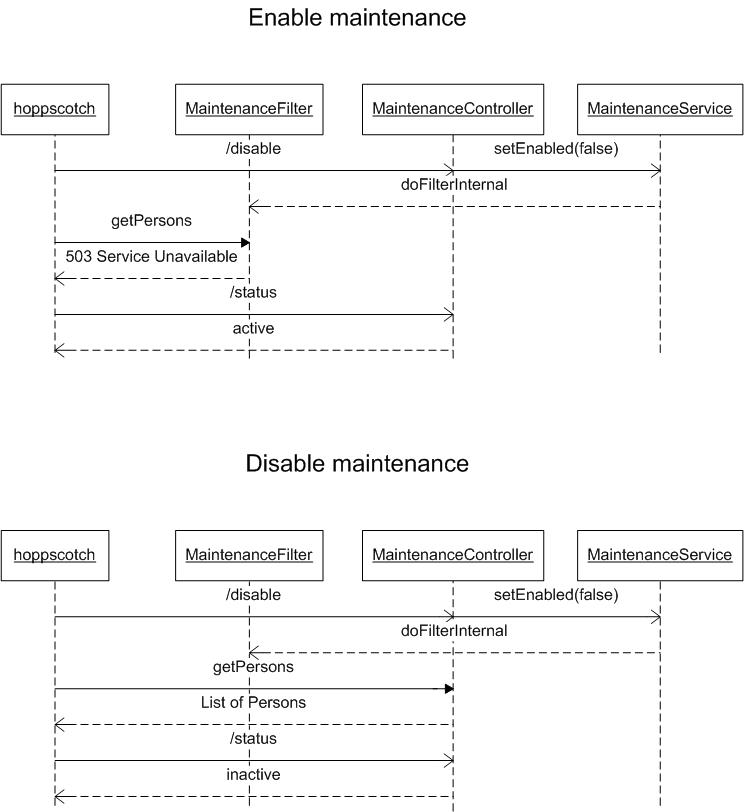 Enable maintenance
hoppscotch
MaintenanceFilter
MaintenanceController
MaintenanceService
/disable
setEnabled(false)
doFilterInternal
getPersons
503 Service Unavailable
/status
active
Disable maintenance
hoppscotch
MaintenanceFilter
MaintenanceController
MaintenanceService
/disable
setEnabled(false)
doFilterInternal
getPersons
List of Persons
/status
inactive